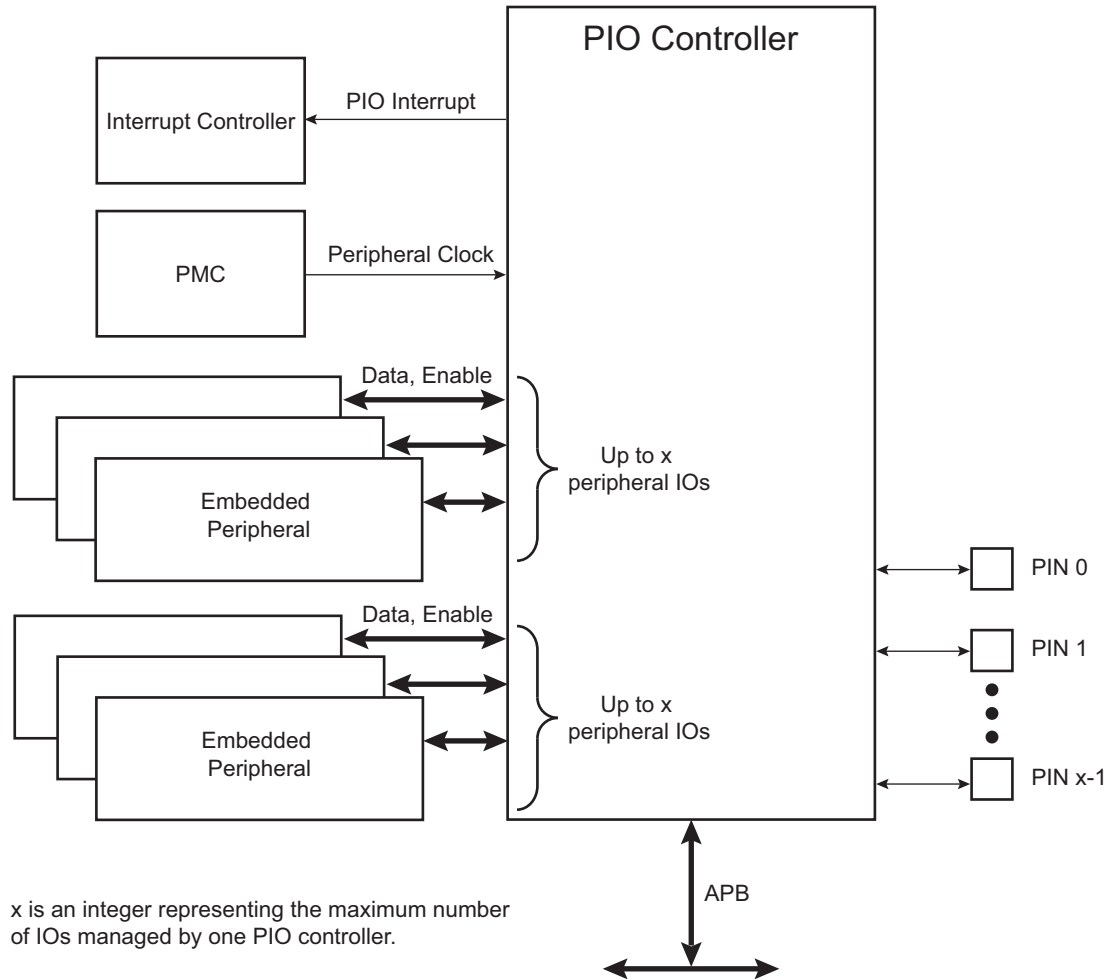 PIO Controller
PIO Interrupt
Interrupt Controller
Peripheral Clock
PMC
Data, Enable
Up to x
peripheral IOs
Embedded
Peripheral
PIN 0
Data, Enable
PIN 1
Up to x
peripheral IOs
Embedded
Peripheral
PIN x-1
APB
x is an integer representing the maximum number
of IOs managed by one PIO controller.